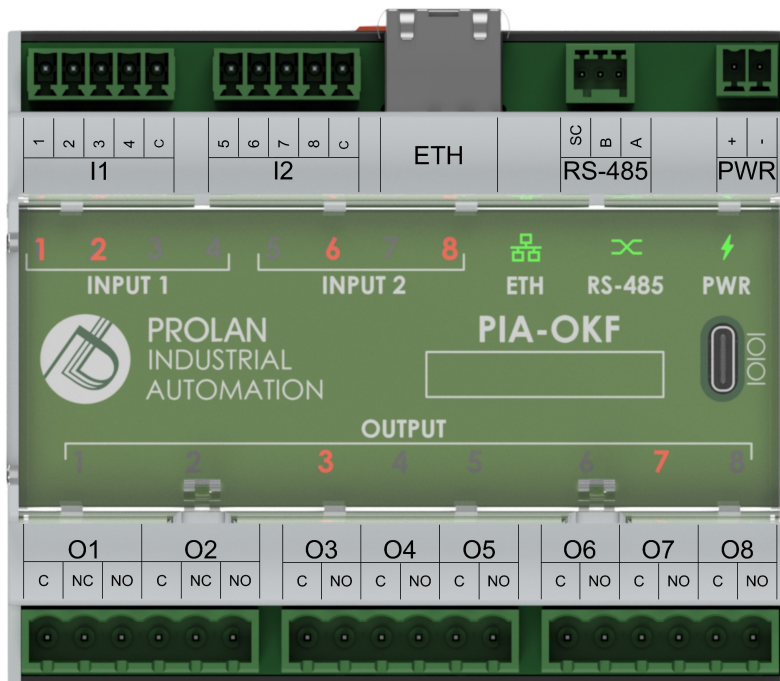 1 2 3 4 C 5 6 7 8 C SC B A + -
I1 I2 ETH RS-485 PWR
1 2 3 4 5 6 7 8
INPUT 1 INPUT 2 ETH RS-485 PWR
PROLAN
INDUSTRIAL
AUTOMATION
PIA-OKF
IOIOI
OUTPUT
1 2 3 4 5 6 7 8
O1 O2 O3 O4 O5 O6 O7 O8
C NC NO C NC NO C NO C NO C NO C NO C NO C NO